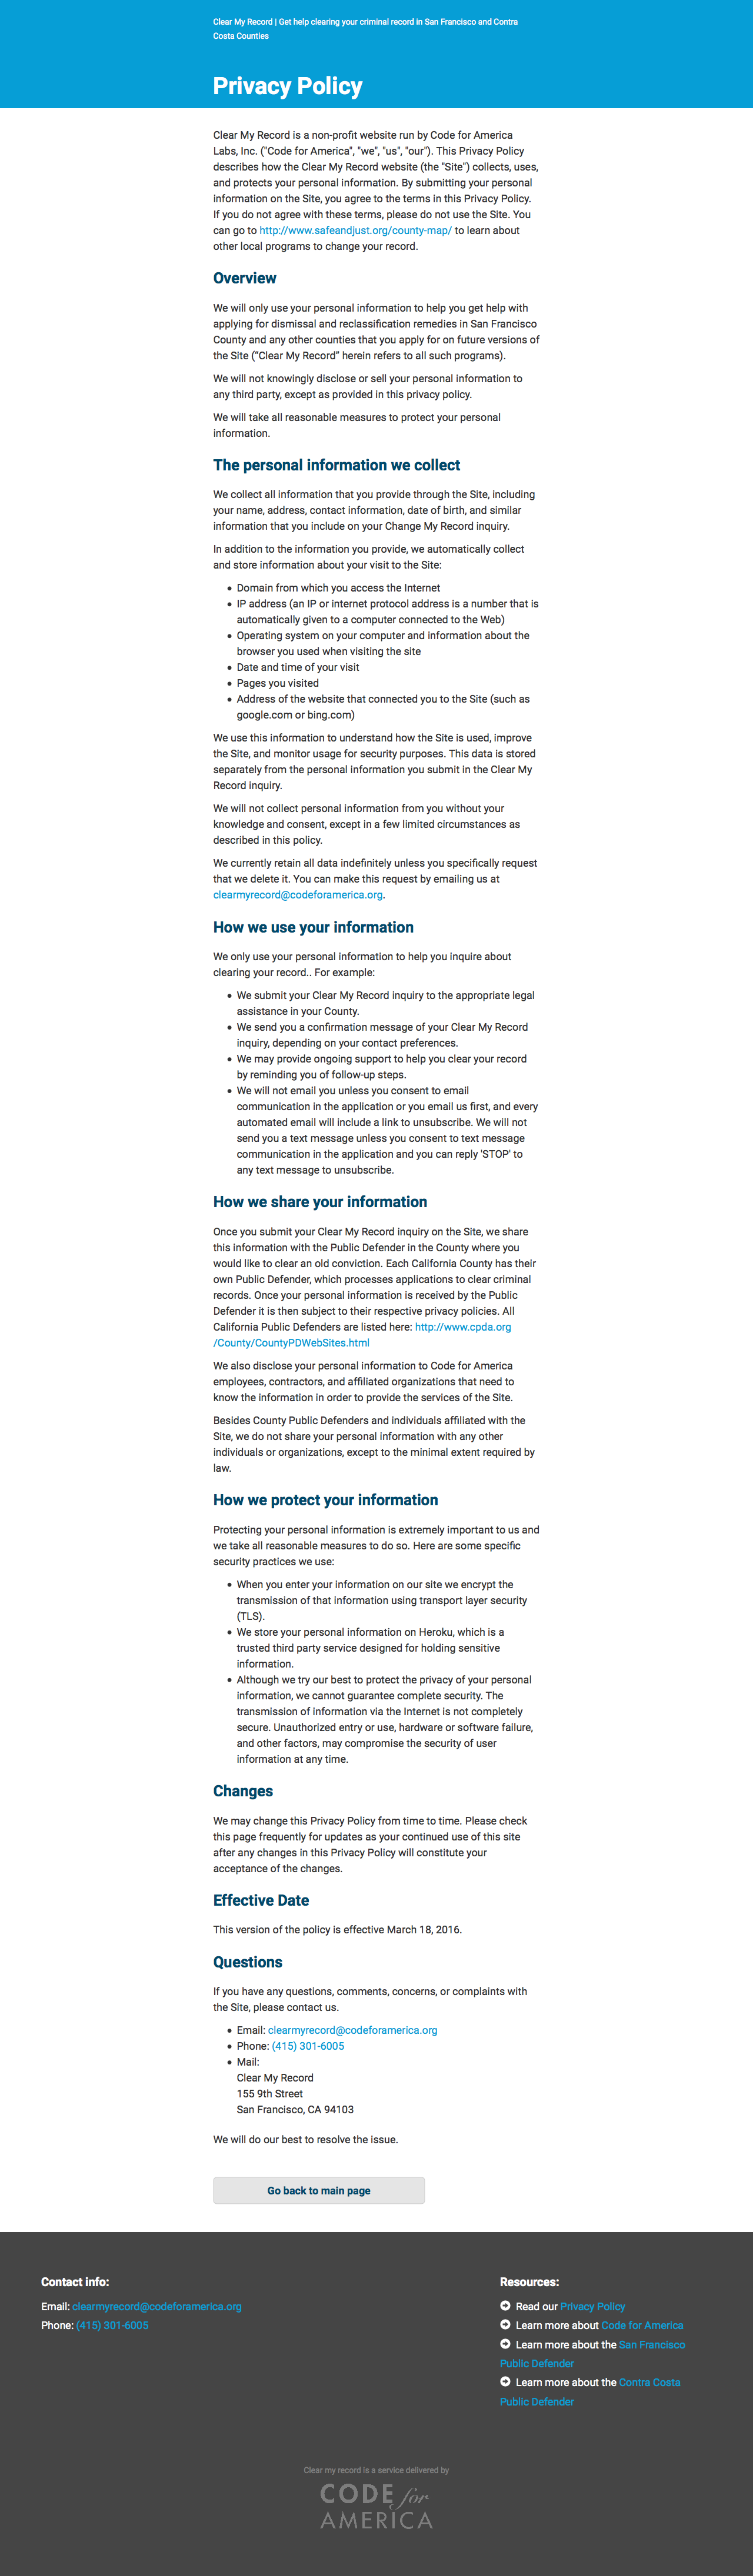 Clear My Record | Get help clearing your criminal record in San Francisco and Contra
Costa Counties
Privacy Policy
Clear My Record is a non-profit website run by Code for America
Labs, Inc. ("Code for America", "we", "us", "our"). This Privacy Policy
describes how the Clear My Record website (the "Site") collects, uses,
and protects your personal information. By submitting your personal
information on the Site, you agree to the terms in this Privacy Policy.
If you do not agree with these terms, please do not use the Site. You
can go to http://www.safeandjust.org/county-map/ to learn about
other local programs to change your record.
Overview
We will only use your personal information to help you get help with
applying for dismissal and reclassification remedies in San Francisco
County and any other counties that you apply for on future versions of
the Site ("Clear My Record" herein refers to all such programs).
We will not knowingly disclose or sell your personal information to
any third party, except as provided in this privacy policy.
We will take all reasonable measures to protect your personal
information.
The personal information we collect
We collect all information that you provide through the Site, including
your name, address, contact information, date of birth, and similar
information that you include on your Change My Record inquiry.
In addition to the information you provide, we automatically collect
and store information about your visit to the Site:
• Domain from which you access the Internet
• IP address (an IP or internet protocol address is a number that is
automatically given to a computer connected to the Web)
• Operating system on your computer and information about the
browser you used when visiting the site
• Date and time of your visit
• Pages you visited
• Address of the website that connected you to the Site (such as
google.com or bing.com)
We use this information to understand how the Site is used, improve
the Site, and monitor usage for security purposes. This data is stored
separately from the personal information you submit in the Clear My
Record inquiry.
We will not collect personal information from you without your
knowledge and consent, except in a few limited circumstances as
described in this policy.
We currently retain all data indefinitely unless you specifically request
that we delete it. You can make this request by emailing us at
clearmyrecord@codeforamerica.org.
How we use your information
We only use your personal information to help you inquire about
clearing your record.. For example:
• We submit your Clear My Record inquiry to the appropriate legal
assistance in your County.
• We send you a confirmation message of your Clear My Record
inquiry, depending on your contact preferences.
• We may provide ongoing support to help you clear your record
by reminding you of follow-up steps.
• We will not email you unless you consent to email
communication in the application or you email us first, and every
automated email will include a link to unsubscribe. We will not
send you a text message unless you consent to text message
communication in the application and you can reply 'STOP' to
any text message to unsubscribe.
How we share your information
Once you submit your Clear My Record inquiry on the Site, we share
this information with the Public Defender in the County where you
would like to clear an old conviction. Each California County has their
own Public Defender, which processes applications to clear criminal
records. Once your personal information is received by the Public
Defender it is then subject to their respective privacy policies. All
California Public Defenders are listed here: http://www.cpda.org
/County/CountyPDWebSites.html
We also disclose your personal information to Code for America
employees, contractors, and affiliated organizations that need to
know the information in order to provide the services of the Site.
Besides County Public Defenders and individuals affiliated with the
Site, we do not share your personal information with any other
individuals or organizations, except to the minimal extent required by
law.
How we protect your information
Protecting your personal information is extremely important to us and
we take all reasonable measures to do so. Here are some specific
security practices we use:
• When you enter your information on our site we encrypt the
transmission of that information using transport layer security
(TLS).
• We store your personal information on Heroku, which is a
trusted third party service designed for holding sensitive
information.
• Although we try our best to protect the privacy of your personal
information, we cannot guarantee complete security. The
transmission of information via the Internet is not completely
secure. Unauthorized entry or use, hardware or software failure,
and other factors, may compromise the security of user
information at any time.
Changes
We may change this Privacy Policy from time to time. Please check
this page frequently for updates as your continued use of this site
after any changes in this Privacy Policy will constitute your
acceptance of the changes.
Effective Date
This version of the policy is effective March 18, 2016.
Questions
If you have any questions, comments, concerns, or complaints with
the Site, please contact us.
• Email: clearmyrecord@codeforamerica.org
• Phone: (415) 301-6005
• Mail:
Clear My Record
155 9th Street
San Francisco, CA 94103
We will do our best to resolve the issue.
Go back to main page
Contact info:
Email: clearmyrecord@codeforamerica.org
Phone: (415) 301-6005
Resources:
Read our Privacy Policy
Learn more about Code for America
Learn more about the San Francisco
Public Defender
Learn more about the Contra Costa
Public Defender
Clear my record is a service delivered by
CODE for
AMERICA